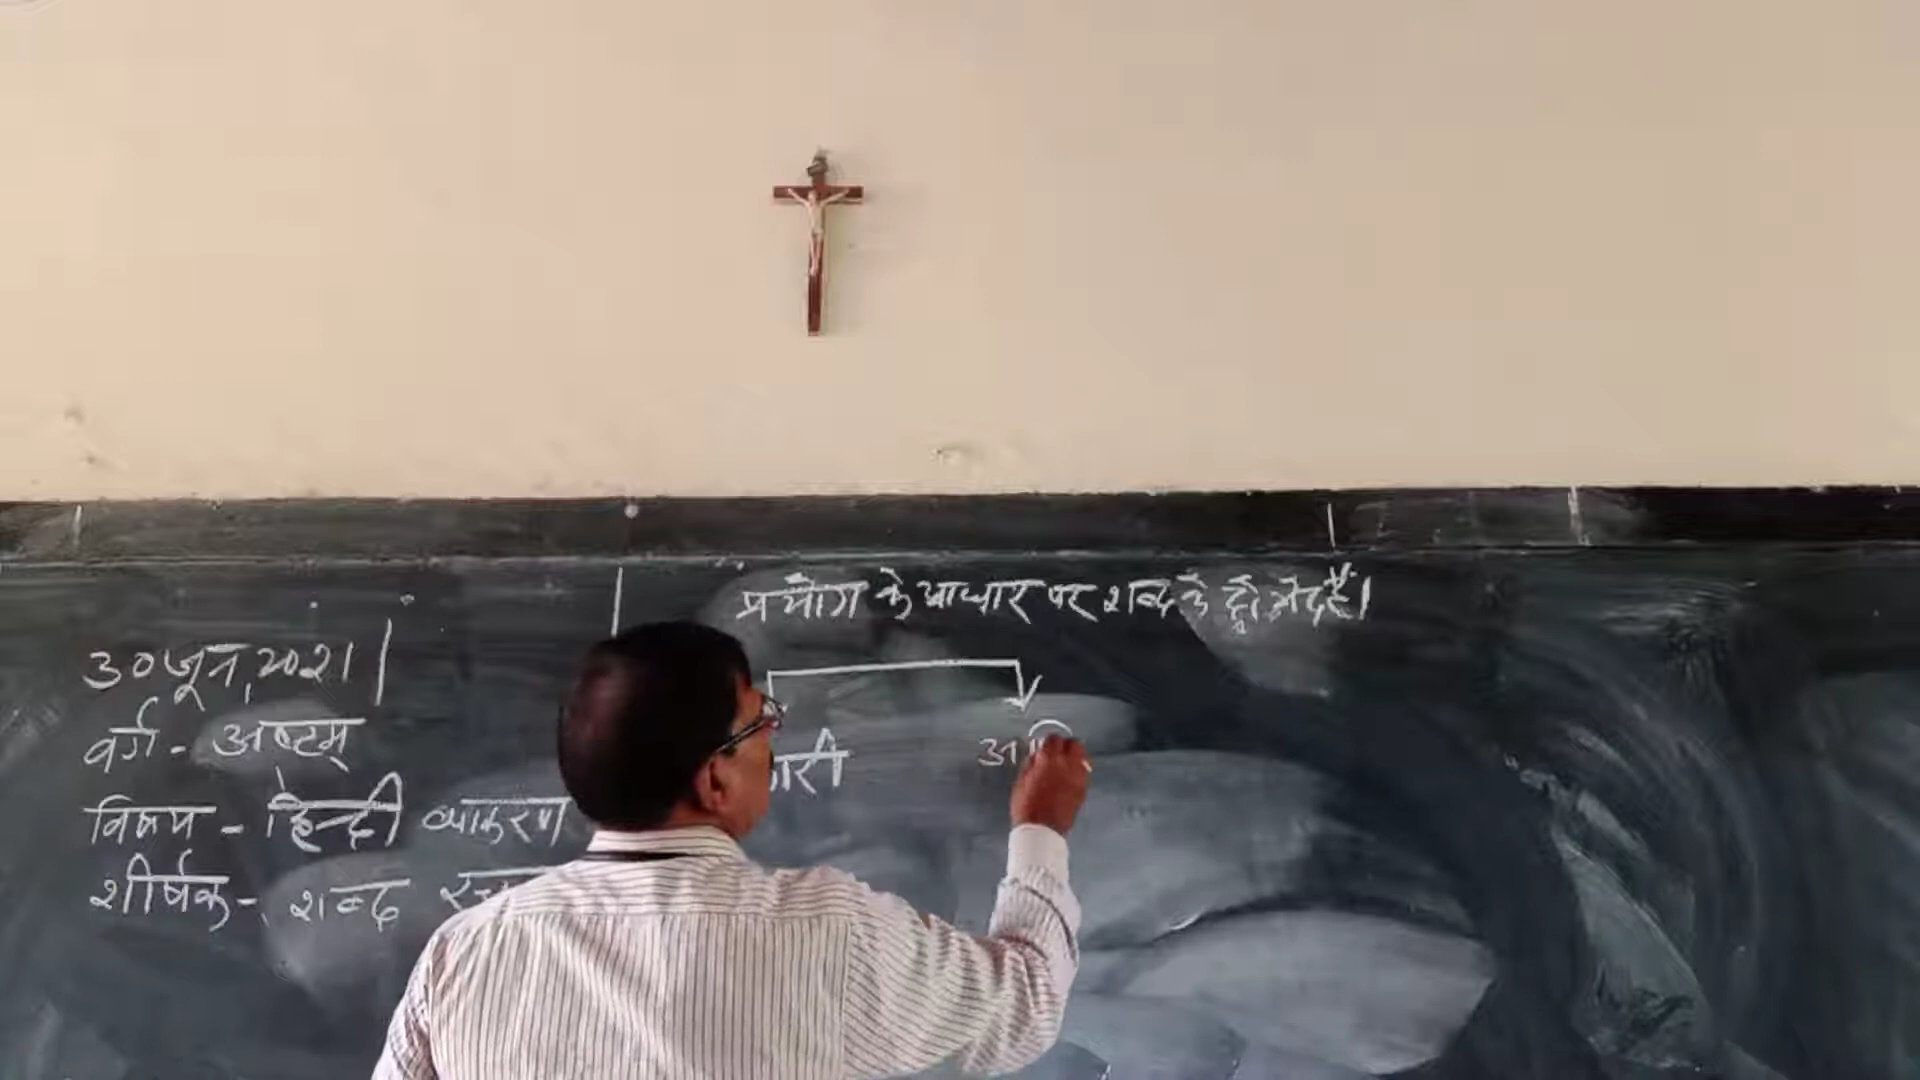 30 जून, 2021
वर्ग - अष्टम्
विषय - हिन्दी व्याकरण
शीर्षक - शब्द
प्रयोग के आधार पर शब्द के दो भेद हैं।
कारी